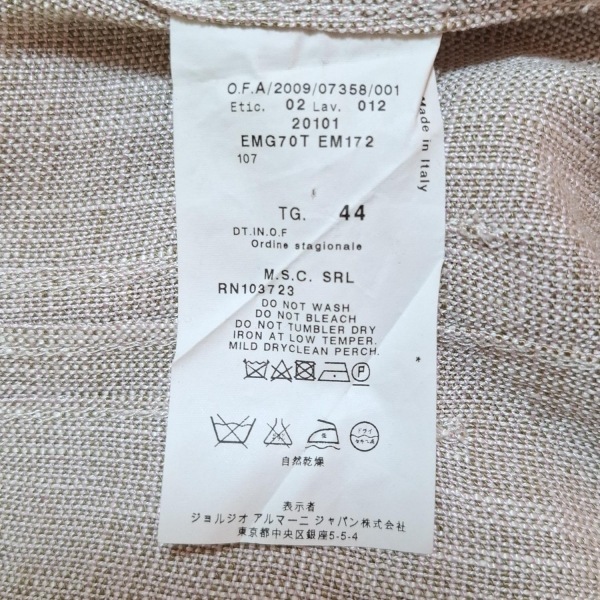 O.F.A/2009/07358/001
Etic. 02 Lav. 012
20101
EMG70T EM172
107
Made in Italy
TG. 44
DT.IN.O.F
Ordine stagionale
M.S.C. SRL
RN103723
DO NOT WASH
DO NOT BLEACH
DO NOT TUMBLER DRY
IRON AT LOW TEMPER.
MILD DRYCLEAN PERCH.
P
ドライ
自然乾燥
表示者
ジョルジオ アルマーニ ジャパン株式会社
東京都中央区銀座5-5-4